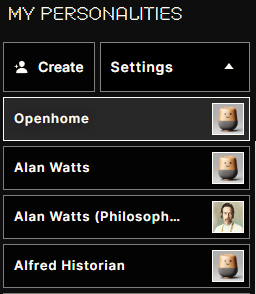 MY PERSONALITIES
Create
Settings
Openhome
Alan Watts
Alan Watts (Philosoph...
Alfred Historian